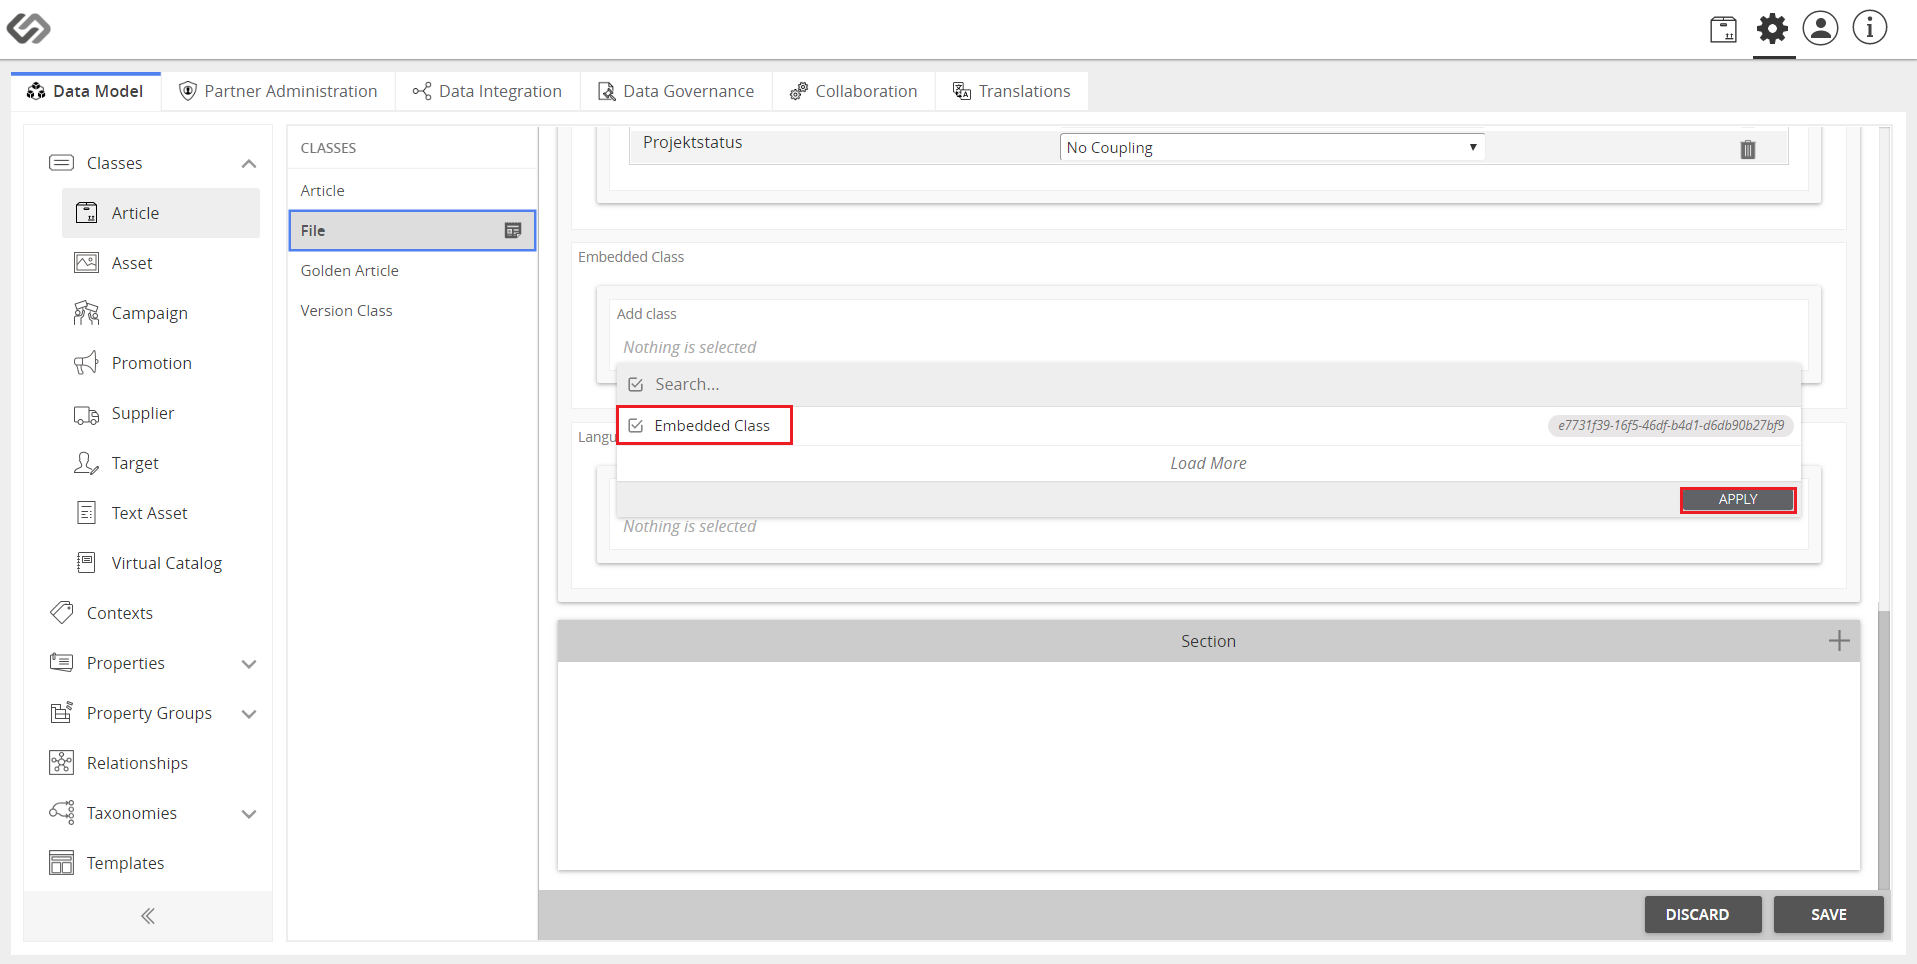 Data Model
Partner Administration
Data Integration
Data Governance
Collaboration
Translations
Classes
Article
Asset
Campaign
Promotion
Supplier
Target
Text Asset
Virtual Catalog
Contexts
Properties
Property Groups
Relationships
Taxonomies
Templates
CLASSES
Article
File
Golden Article
Version Class
Projektstatus
No Coupling
Embedded Class
Add class
Nothing is selected
Search...
Embedded Class
e7731f39-16f5-46df-b4d1-d6db90b27bf9
Langu
Load More
APPLY
Nothing is selected
Section
DISCARD
SAVE